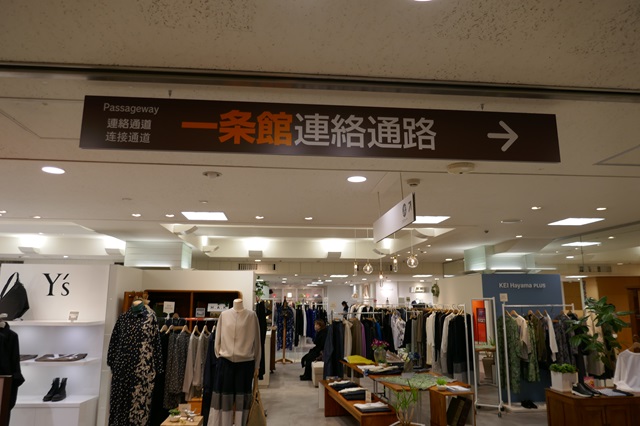 Passageway
連絡通道
连接通道
一条館連絡通路 →
Y's
KEI Hayama PLUS